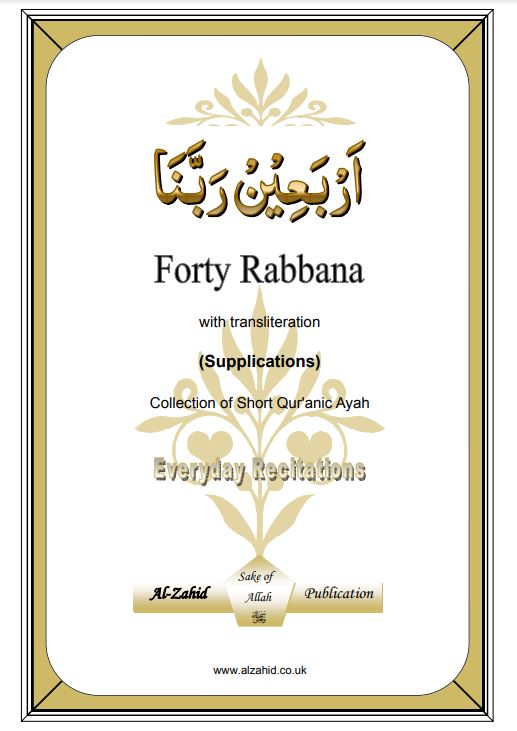 اَرْبَعِيْنْ رَبَّنَا
Forty Rabbana
with transliteration
(Supplications)
Collection of Short Qur'anic Ayah
Everyday Recitations
Al-Zahid
Sake of
Allah
Publication
www.alzahid.co.uk